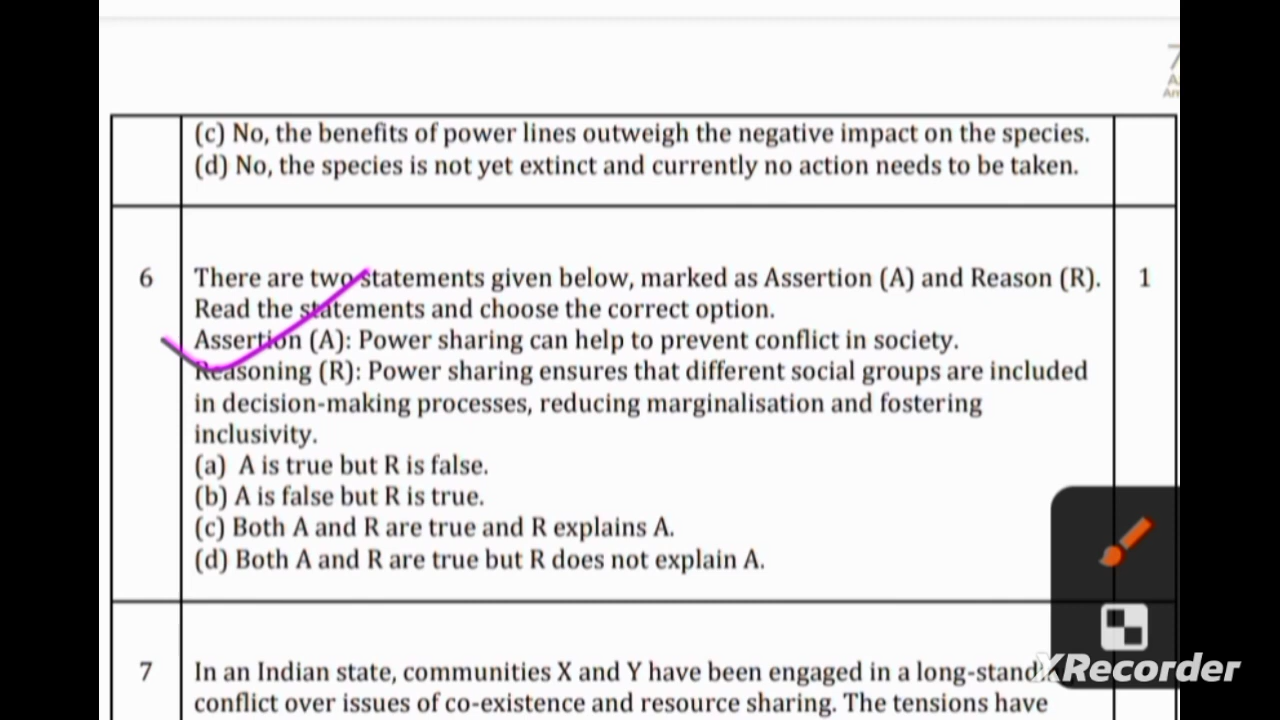 (c) No, the benefits of power lines outweigh the negative impact on the species.
(d) No, the species is not yet extinct and currently no action needs to be taken.
6 There are two statements given below, marked as Assertion (A) and Reason (R). 1
Read the statements and choose the correct option.
Assertion (A): Power sharing can help to prevent conflict in society.
Reasoning (R): Power sharing ensures that different social groups are included
in decision-making processes, reducing marginalisation and fostering
inclusivity.
(a) A is true but R is false.
(b) A is false but R is true.
(c) Both A and R are true and R explains A.
(d) Both A and R are true but R does not explain A.
7 In an Indian state, communities X and Y have been engaged in a
conflict over issues of co-existence and resource sharing. The tensions have
XRecorder